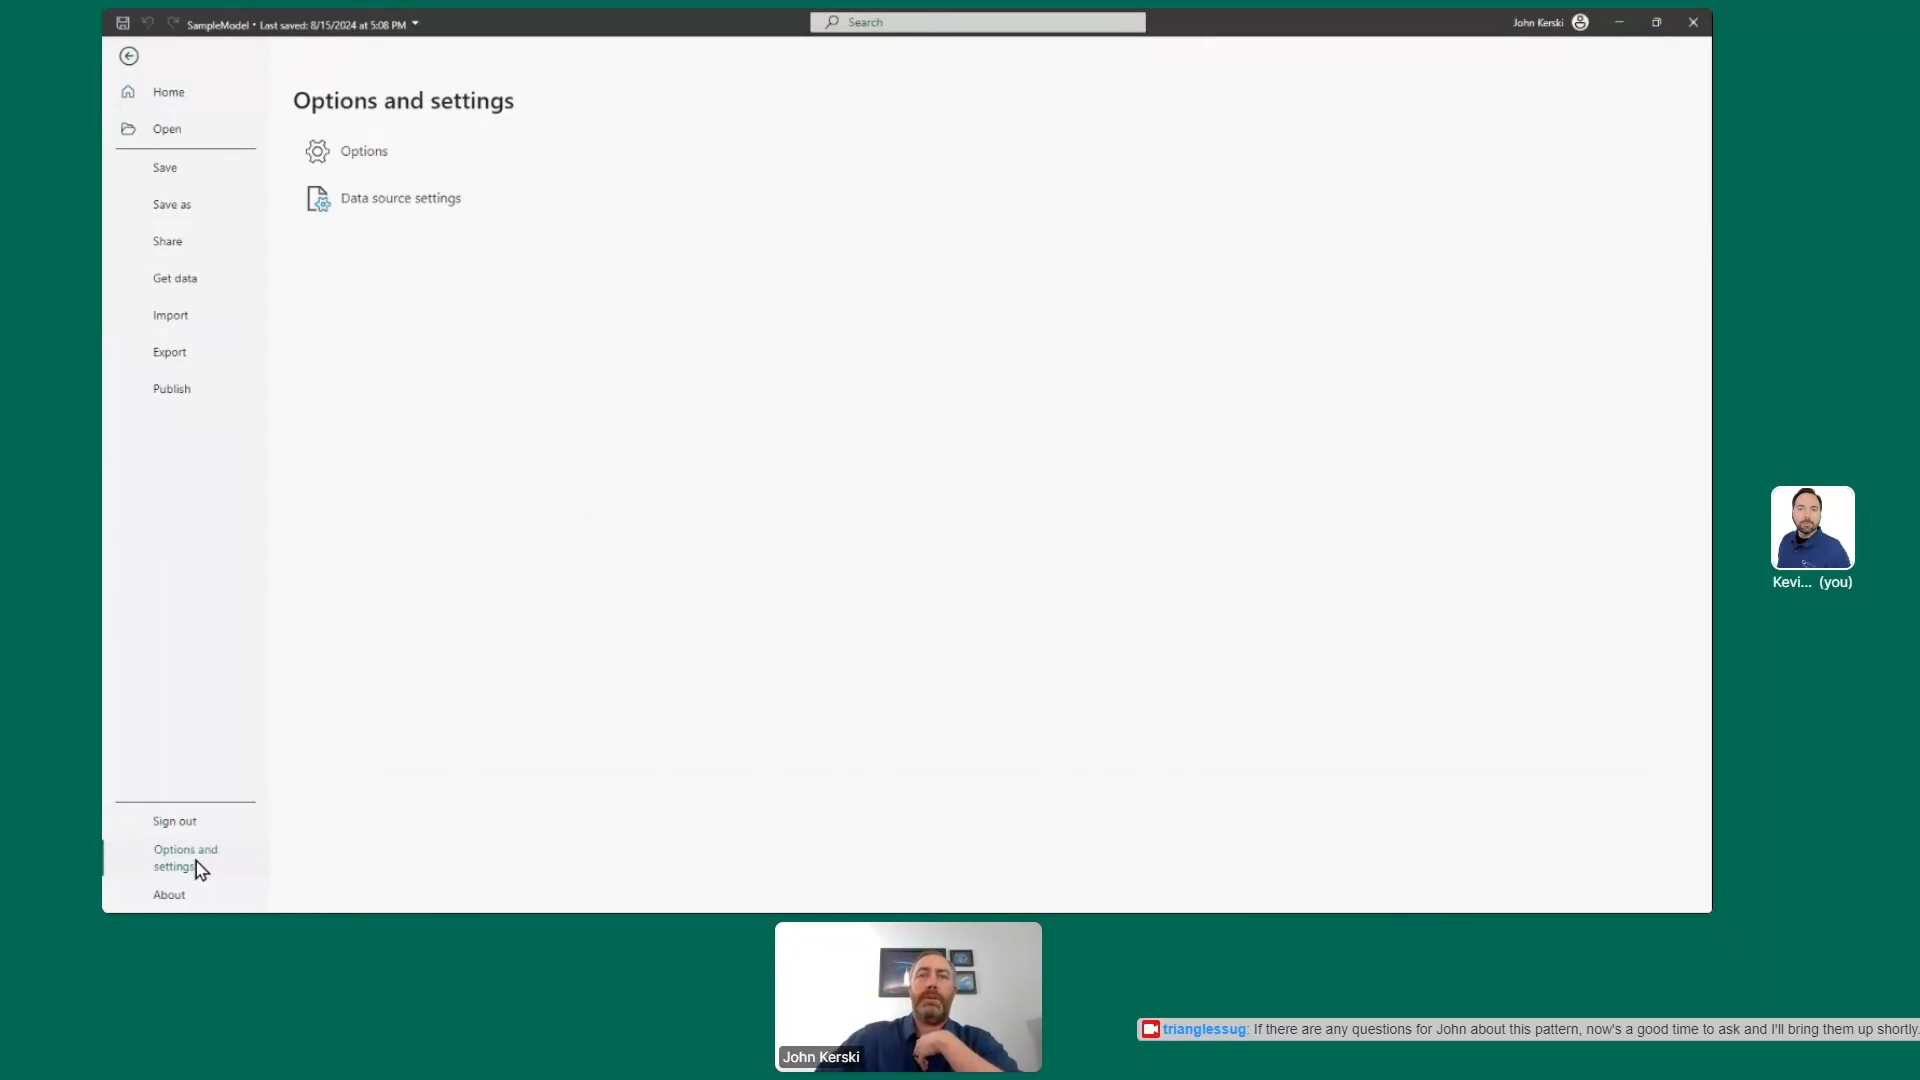 SampleModel • Last saved: 8/15/2024 at 5:08 PM
Search
John Kerski
Home
Open
Save
Save as
Share
Get data
Import
Export
Publish
Sign out
Options and
settings
About
Options and settings
Options
Data source settings
Kevi... (you)
John Kerski
trianglessug: If there are any questions for John about this pattern, now's a good time to ask and I'll bring them up shortly.